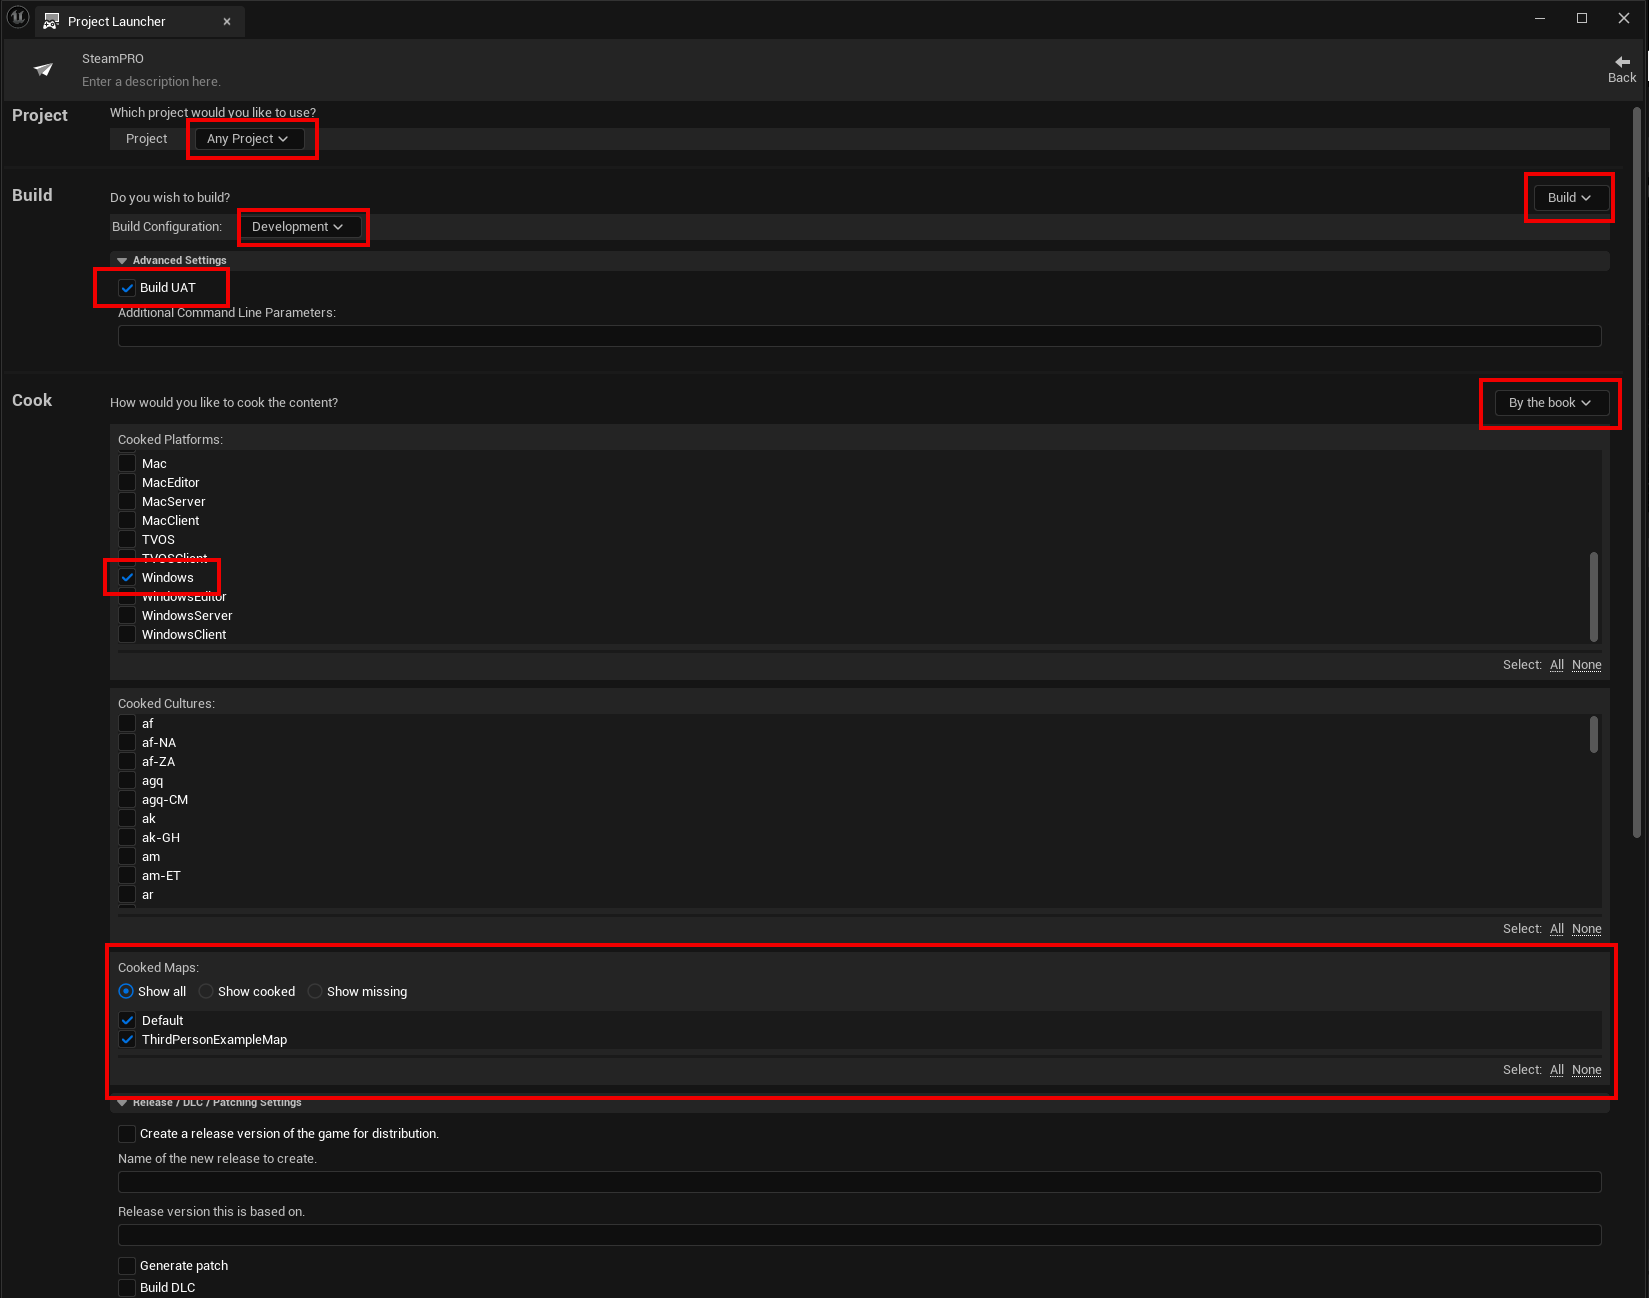 Project Launcher
SteamPRO
Enter a description here.
Back
Project
Which project would you like to use?
Project Any Project
Build
Do you wish to build? Build
Build Configuration: Development
Advanced Settings
Build UAT
Additional Command Line Parameters:
Cook
How would you like to cook the content? By the book
Cooked Platforms:
Mac
MacEditor
MacServer
MacClient
TVOS
TVOSClient
Windows
WindowsEditor
WindowsServer
WindowsClient
Select: All None
Cooked Cultures:
af
af-NA
af-ZA
agq
agq-CM
ak
ak-GH
am
am-ET
ar
Select: All None
Cooked Maps:
Show all Show cooked Show missing
Default
ThirdPersonExampleMap
Select: All None
Release / DLC / Patching Settings
Create a release version of the game for distribution.
Name of the new release to create.
Release version this is based on.
Generate patch
Build DLC